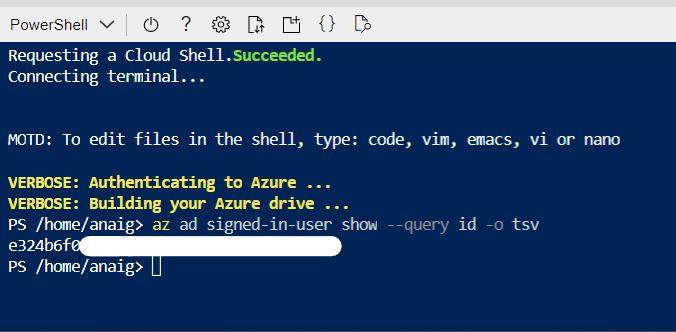 PowerShell
Requesting a Cloud Shell.Succeeded.
Connecting terminal...
MOTD: To edit files in the shell, type: code, vim, emacs, vi or nano
VERBOSE: Authenticating to Azure ...
VERBOSE: Building your Azure drive ...
PS /home/anaig> az ad signed-in-user show --query id -o tsv
e324b6f0
PS /home/anaig>